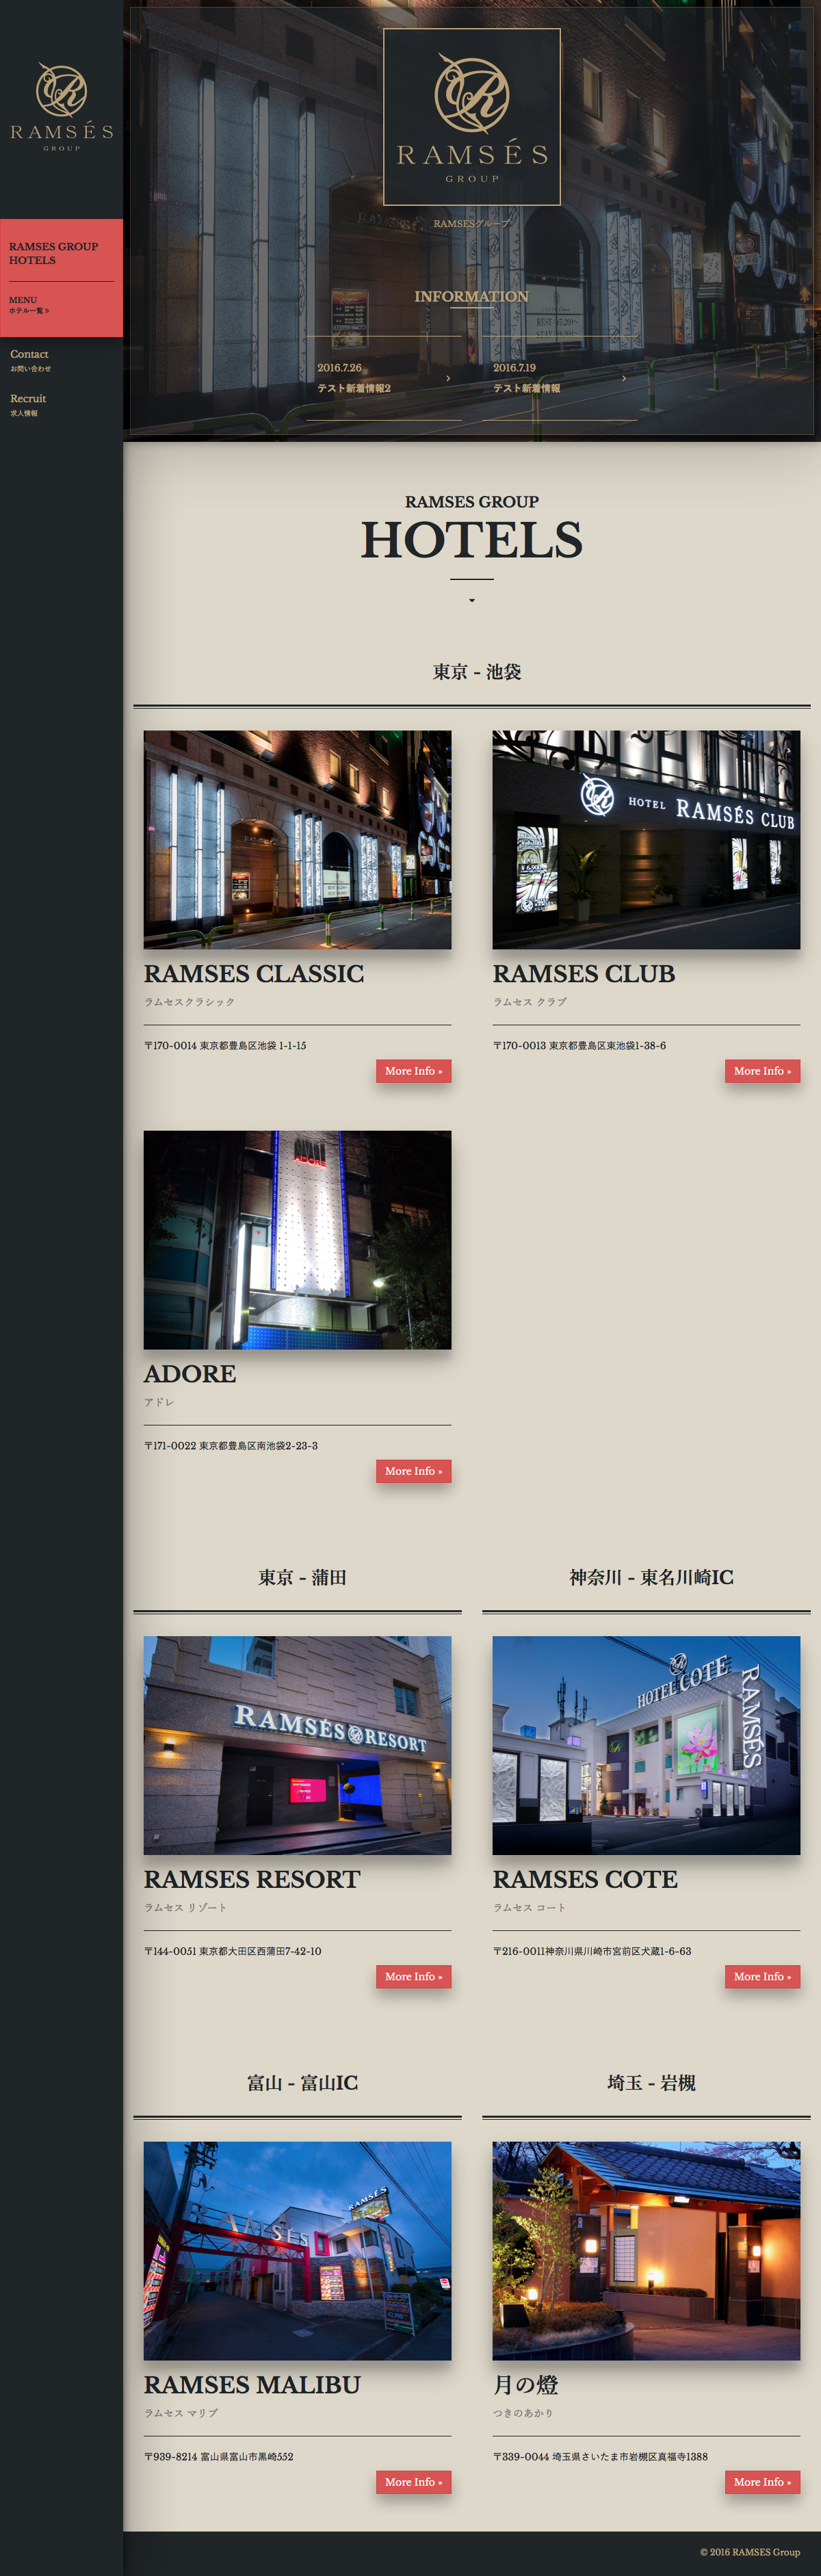 RAMSÉS
GROUP
RAMSES GROUP
HOTELS
MENU
ホテル一覧 »
Contact
お問い合わせ
Recruit
求人情報
RAMSÉS
GROUP
RAMSESグループ
INFORMATION
2016.7.26
テスト新着情報2
2016.7.19
テスト新着情報
RAMSES GROUP
HOTELS
東京 - 池袋
HOTEL RAMSÉS CLUB
RAMSES CLASSIC
ラムセスクラシック
〒170-0014 東京都豊島区池袋 1-1-15
More Info »
RAMSES CLUB
ラムセス クラブ
〒170-0013 東京都豊島区東池袋1-38-6
More Info »
ADORE
ADORE
アドレ
〒171-0022 東京都豊島区南池袋2-23-3
More Info »
東京 - 蒲田
神奈川 - 東名川崎IC
RAMSÉS RESORT
HOTEL COTE
RAMSÉS
RAMSES RESORT
ラムセス リゾート
〒144-0051 東京都大田区西蒲田7-42-10
More Info »
RAMSES COTE
ラムセス コート
〒216-0011神奈川県川崎市宮前区犬蔵1-6-63
More Info »
富山 - 富山IC
埼玉 - 岩槻
RAMSES
RAMSÉS
RAMSES MALIBU
ラムセス マリブ
〒939-8214 富山県富山市黒崎552
More Info »
月の燈
つきのあかり
〒339-0044 埼玉県さいたま市岩槻区真福寺1388
More Info »
© 2016 RAMSES Group